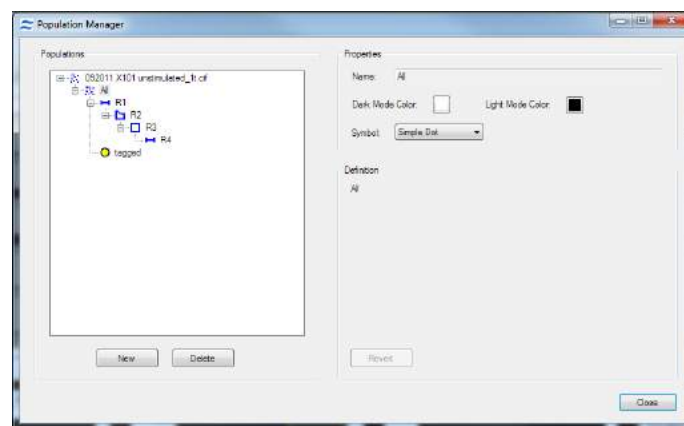 Population Manager
Populations
092011 X101 unstimulated_1t.cif
All
R1
R2
R3
R4
tagged
New
Delete
Properties
Name: All
Dark Mode Color:
Light Mode Color:
Symbol: Simple Dot
Definition
All
Revert
Close